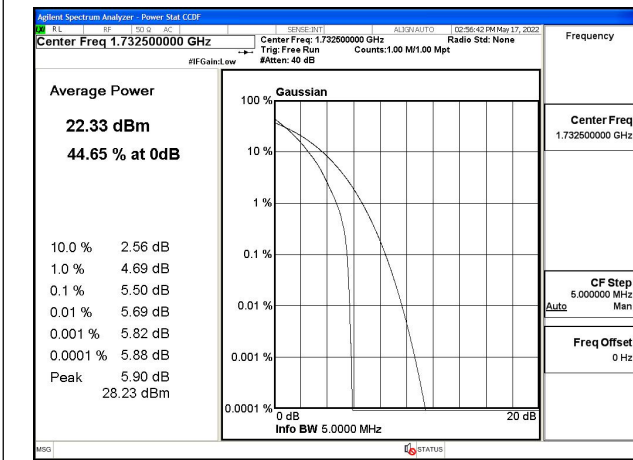 Agilent Spectrum Analyzer - Power Stat CCDF
RL RF 50 Ω AC SENSE:INT ALIGN AUTO 02:56:42 PM May 17, 2022
Center Freq 1.732500000 GHz
Center Freq: 1.732500000 GHz Radio Std: None
Trig: Free Run Counts:1.00 M/1.00 Mpt
#IFGain:Low #Atten: 40 dB
Frequency
Average Power
22.33 dBm
44.65 % at 0dB
10.0 % 2.56 dB
1.0 % 4.69 dB
0.1 % 5.50 dB
0.01 % 5.69 dB
0.001 % 5.82 dB
0.0001 % 5.88 dB
Peak 5.90 dB
28.23 dBm
Gaussian
100 %
10 %
1 %
0.1 %
0.01 %
0.001 %
0.0001 %
0 dB 20 dB
Info BW 5.0000 MHz
Center Freq
1.732500000 GHz
CF Step
5.000000 MHz
Auto Man
Freq Offset
0 Hz
MSG STATUS